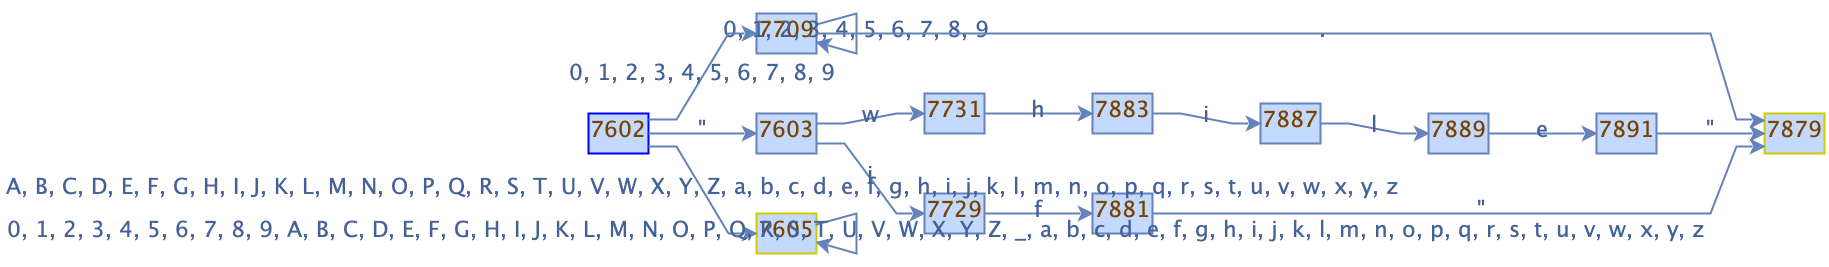 0, 1, 2, 3, 4, 5, 6, 7, 8, 9
7709
.
0, 1, 2, 3, 4, 5, 6, 7, 8, 9
7602
"
7603
w
7731
h
7883
i
7887
l
7889
e
7891
"
7879
i
A, B, C, D, E, F, G, H, I, J, K, L, M, N, O, P, Q, R, S, T, U, V, W, X, Y, Z, a, b, c, d, e, f, g, h, i, j, k, l, m, n, o, p, q, r, s, t, u, v, w, x, y, z
7729
f
7881
"
0, 1, 2, 3, 4, 5, 6, 7, 8, 9, A, B, C, D, E, F, G, H, I, J, K, L, M, N, O, P, Q, R, S, T, U, V, W, X, Y, Z, _, a, b, c, d, e, f, g, h, i, j, k, l, m, n, o, p, q, r, s, t, u, v, w, x, y, z
7605